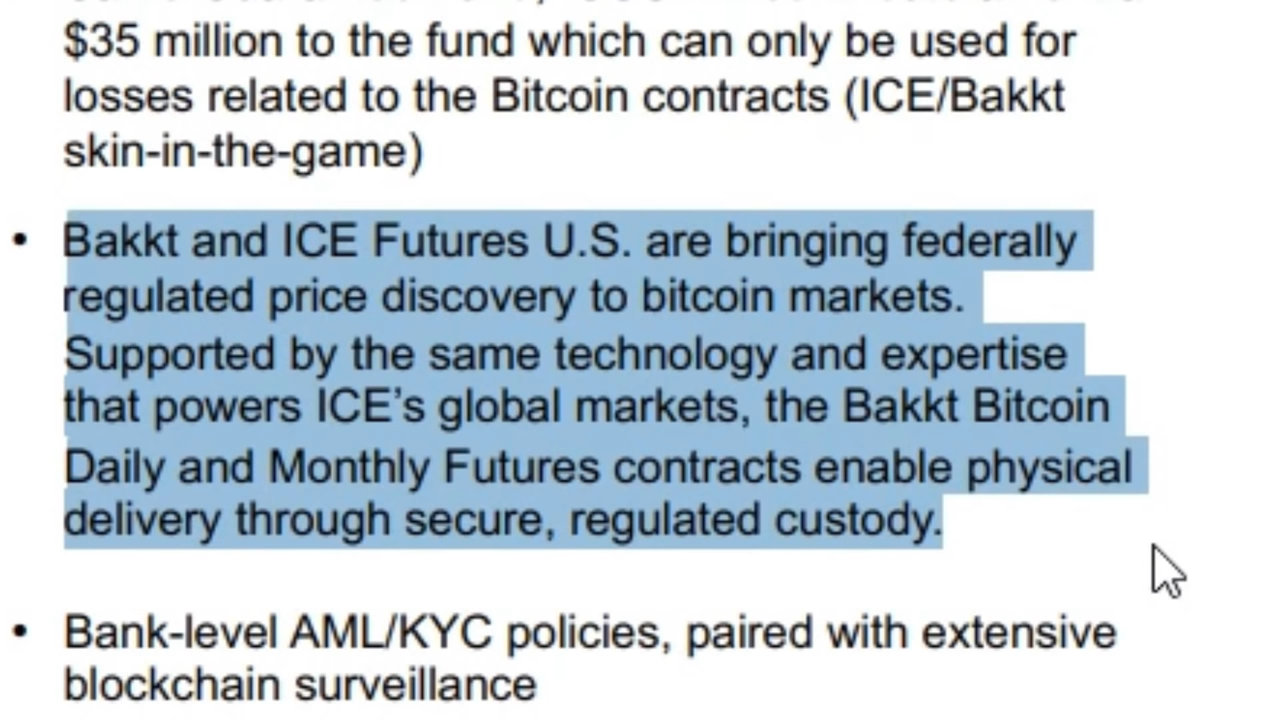 $35 million to the fund which can only be used for
losses related to the Bitcoin contracts (ICE/Bakkt
skin-in-the-game)
• Bakkt and ICE Futures U.S. are bringing federally
regulated price discovery to bitcoin markets.
Supported by the same technology and expertise
that powers ICE’s global markets, the Bakkt Bitcoin
Daily and Monthly Futures contracts enable physical
delivery through secure, regulated custody.
• Bank-level AML/KYC policies, paired with extensive
blockchain surveillance